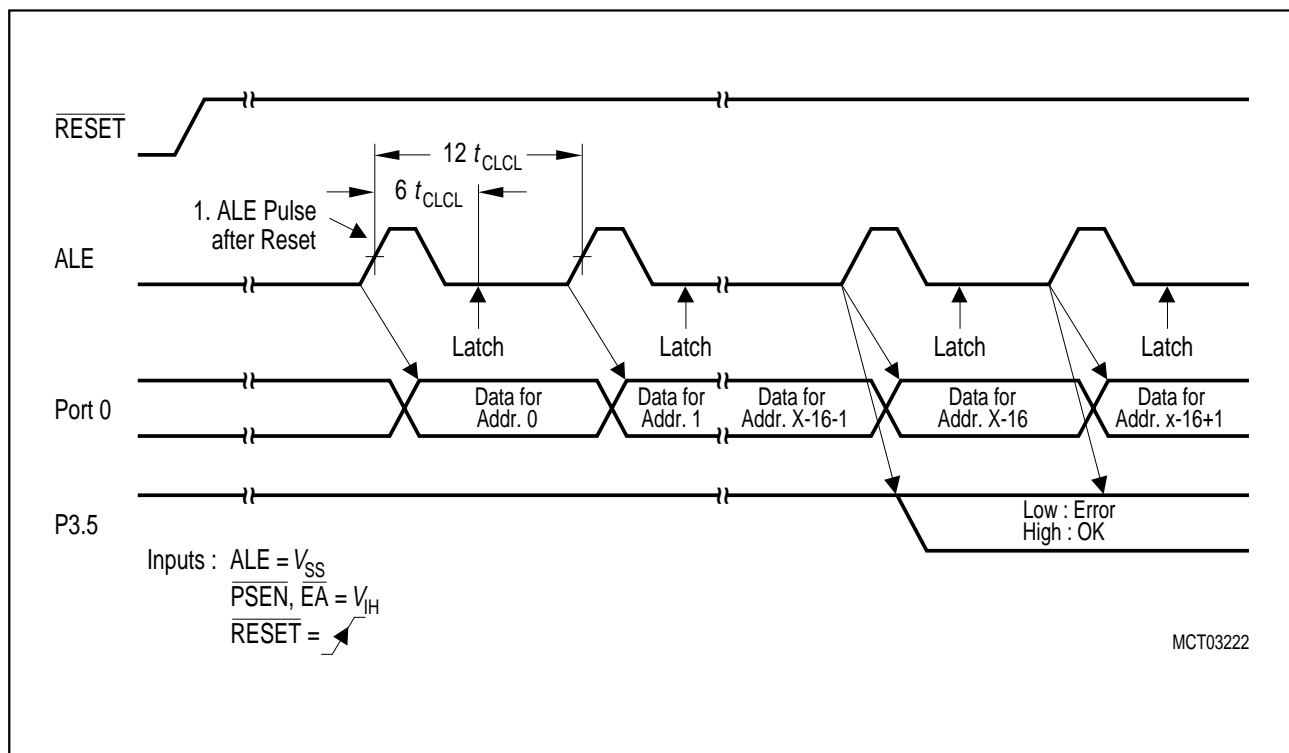 RESET
12 tCLCL
6 tCLCL
1. ALE Pulse
after Reset
ALE
Latch
Latch
Latch
Latch
Port 0
Data for
Addr. 0
Data for
Addr. 1
Data for
Addr. X-16-1
Data for
Addr. X-16
Data for
Addr. x-16+1
P3.5
Low : Error
High : OK
Inputs : ALE = VSS
PSEN, EA = VIH
RESET =
MCT03222